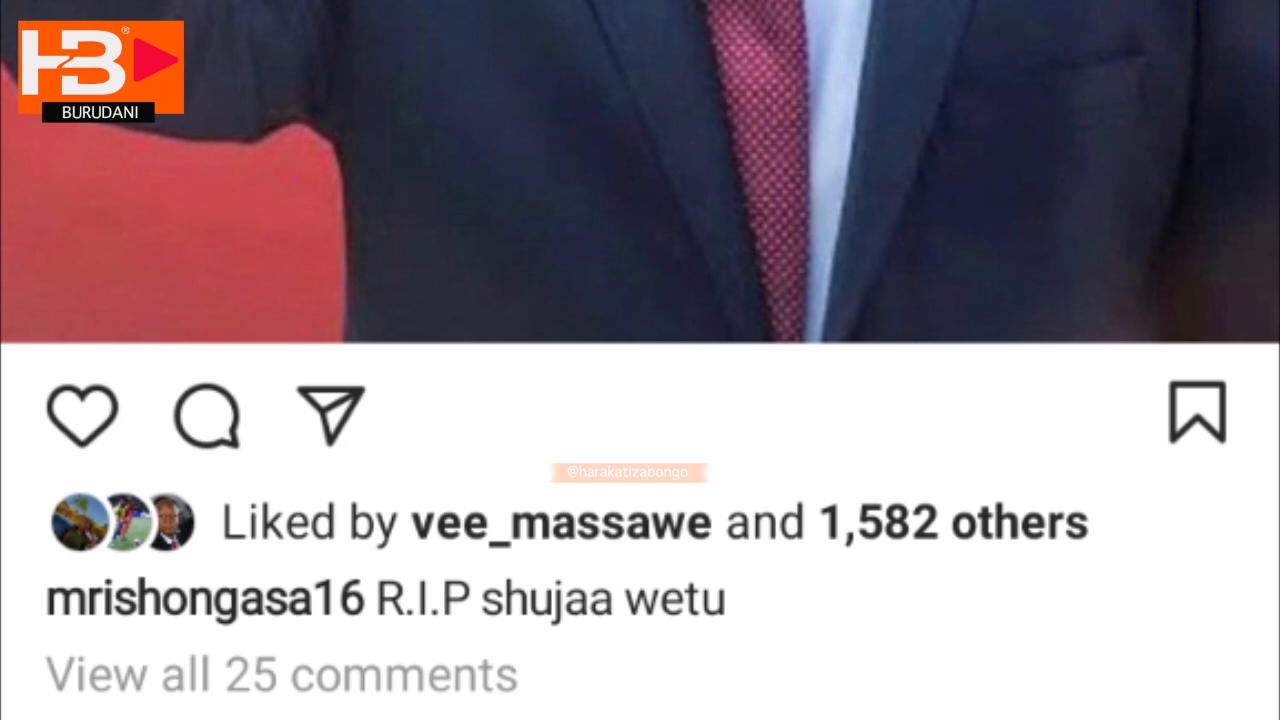 HB®
BURUDANI
@harakatizabongo
Liked by vee_massawe and 1,582 others
mrishongasa16 R.I.P shujaa wetu
View all 25 comments